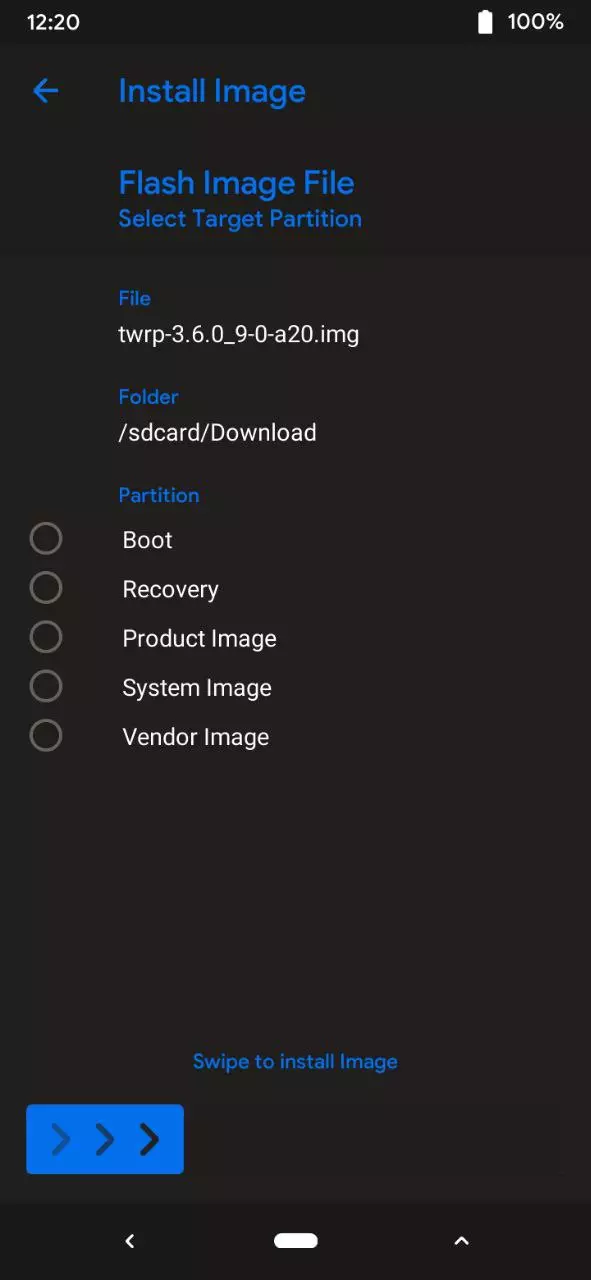 12:20 100%
Install Image
Flash Image File
Select Target Partition
File
twrp-3.6.0_9-0-a20.img
Folder
/sdcard/Download
Partition
Boot
Recovery
Product Image
System Image
Vendor Image
Swipe to install Image